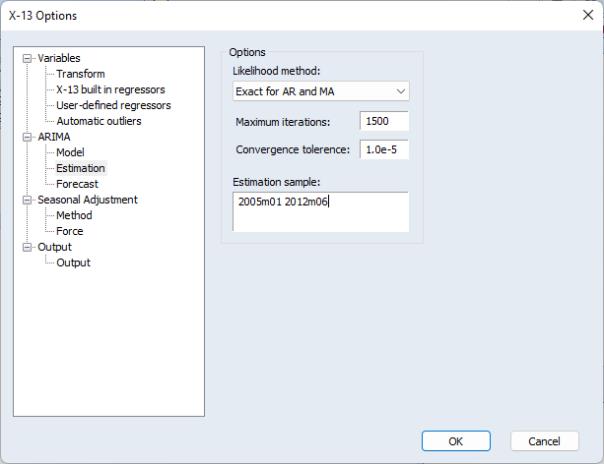 X-13 Options
Variables
Transform
X-13 built in regressors
User-defined regressors
Automatic outliers
ARIMA
Model
Estimation
Forecast
Seasonal Adjustment
Method
Force
Output
Output
Options
Likelihood method:
Exact for AR and MA
Maximum iterations: 1500
Convergence tolerence: 1.0e-5
Estimation sample:
2005m01 2012m06
OK Cancel